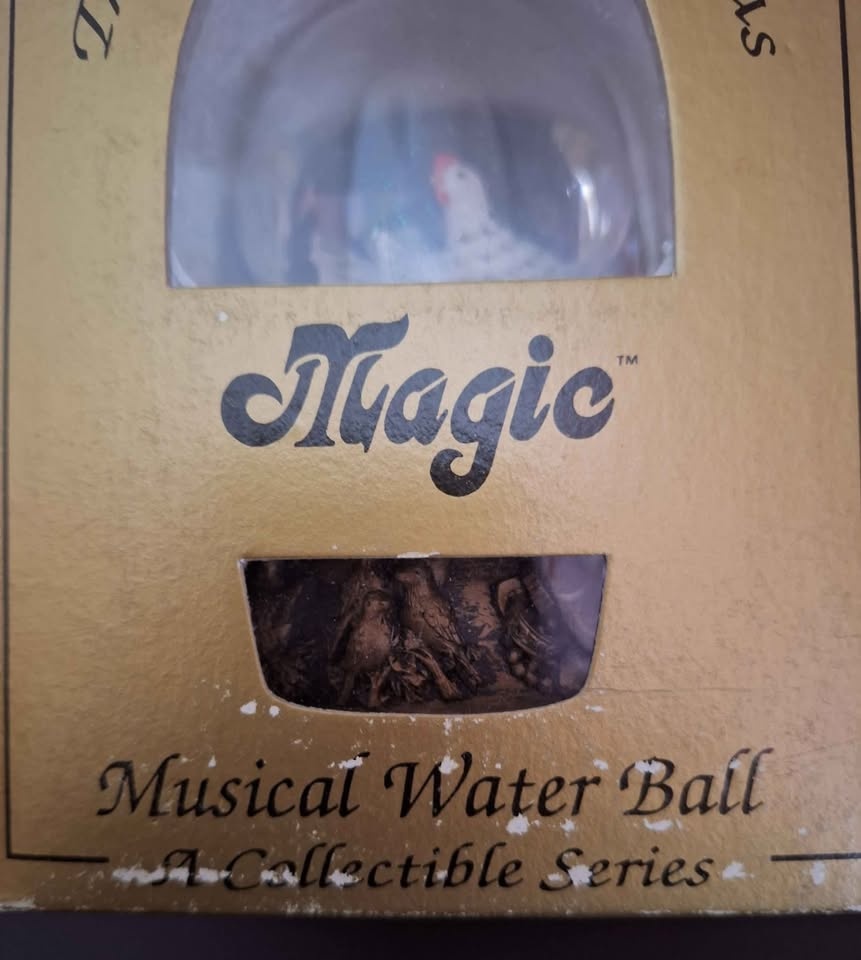 Magic™
Musical Water Ball
A Collectible Series